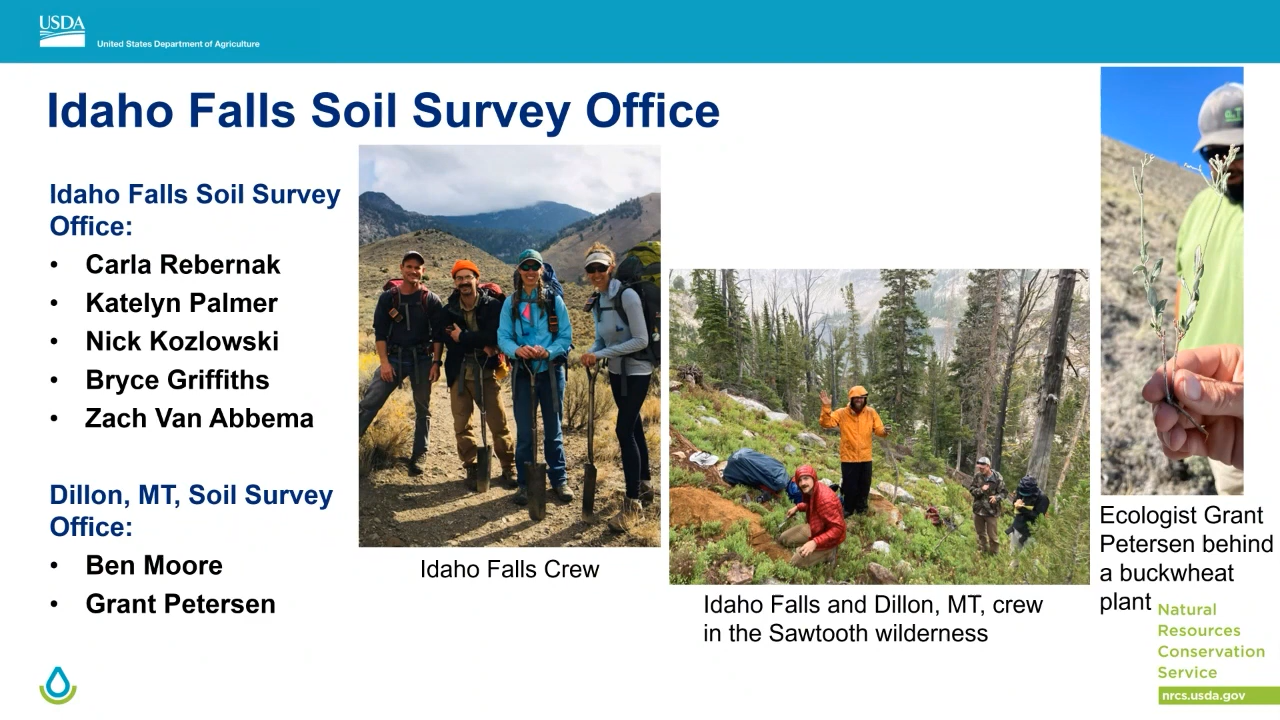 USDA
United States Department of Agriculture
Idaho Falls Soil Survey Office
Idaho Falls Soil Survey
Office:
• Carla Rebernak
• Katelyn Palmer
• Nick Kozlowski
• Bryce Griffiths
• Zach Van Abbema
Dillon, MT, Soil Survey
Office:
• Ben Moore
• Grant Petersen
Idaho Falls Crew
Idaho Falls and Dillon, MT, crew
in the Sawtooth wilderness
Ecologist Grant
Petersen behind
a buckwheat
plant
Natural
Resources
Conservation
Service
nrcs.usda.gov